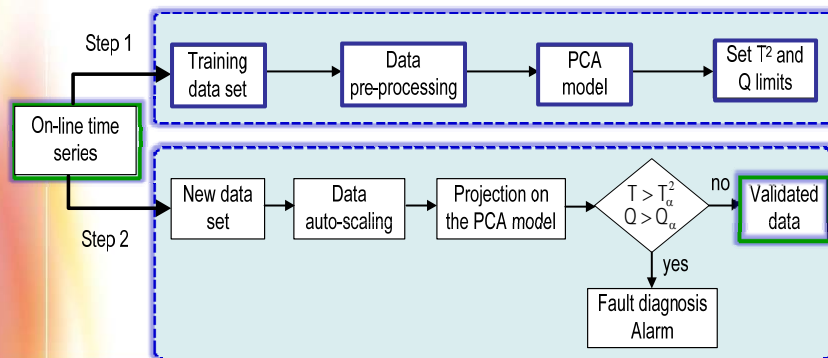 Step 1
Training
data set
Data
pre-processing
PCA
model
Set T² and
Q limits
On-line time
series
Step 2
New data
set
Data
auto-scaling
Projection on
the PCA model
T > T²α
Q > Qα
no
Validated
data
yes
Fault diagnosis
Alarm